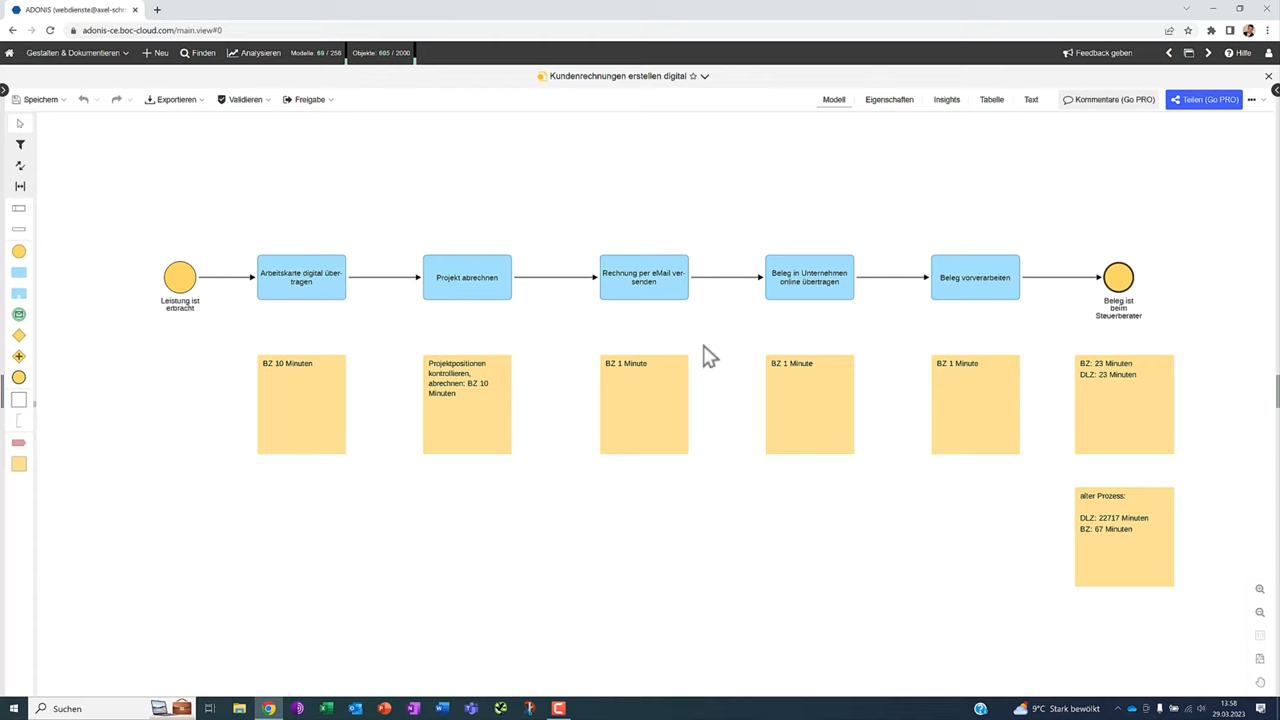 ADONIS (webdienste@axel-schr
adonis-ce.boc-cloud.com/main.view#0
Gestalten & Dokumentieren
Neu
Finden
Analysieren
Modelle: 69 / 256
Objekte: 605 / 2000
Feedback geben
Hilfe
Kundenrechnungen erstellen digital
Speichern
Exportieren
Validieren
Freigabe
Modell
Eigenschaften
Insights
Tabelle
Text
Kommentare (Go PRO)
Teilen (Go PRO)
Leistung ist
erbracht
Arbeitskarte digital über-
tragen
Projekt abrechnen
Rechnung per eMail ver-
senden
Beleg in Unternehmen
online übertragen
Beleg vorverarbeiten
Beleg ist
beim
Steuerberater
BZ 10 Minuten
Projektpositionen
kontrollieren,
abrechnen: BZ 10
Minuten
BZ 1 Minute
BZ 1 Minute
BZ 1 Minute
BZ: 23 Minuten
DLZ: 23 Minuten
alter Prozess:
DLZ: 22717 Minuten
BZ: 67 Minuten
Suchen
9°C Stark bewölkt
13:58
29.03.2023